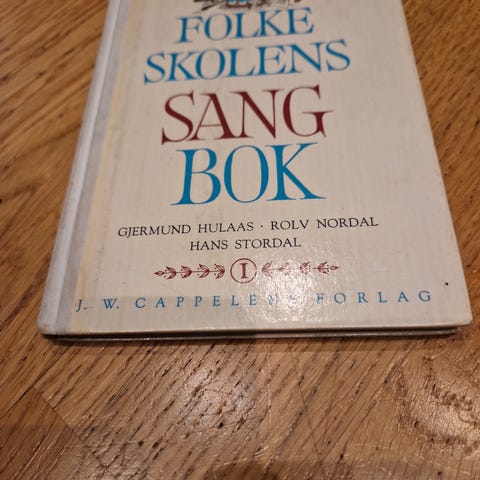 FOLKE
SKOLENS
SANG
BOK
GJERMUND HULAAS · ROLV NORDAL
HANS STORDAL
I
J. W. CAPPELENS FORLAG